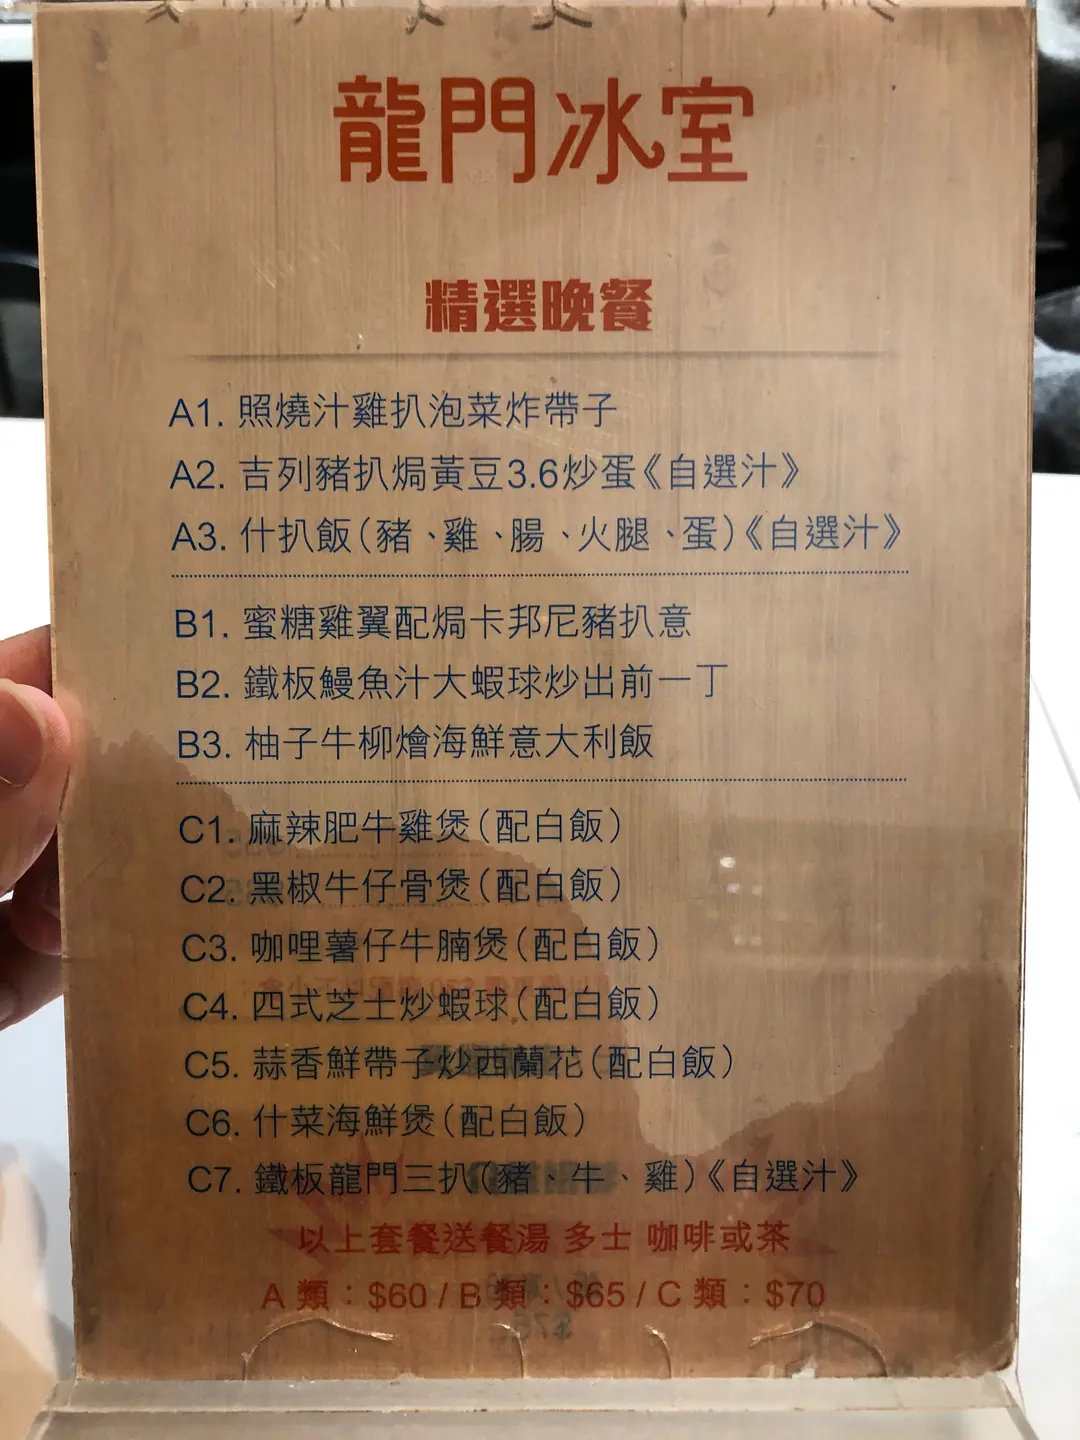 龍門冰室
精選晚餐
A1. 照燒汁雞扒泡菜炸帶子
A2. 吉列豬扒焗黃豆3.6炒蛋《自選汁》
A3. 什扒飯(豬、雞、腸、火腿、蛋)《自選汁》
B1. 蜜糖雞翼配焗卡邦尼豬扒意
B2. 鐵板鰻魚汁大蝦球炒出前一丁
B3. 柚子牛柳燴海鮮意大利飯
C1. 麻辣肥牛雞煲(配白飯)
C2. 黑椒牛仔骨煲(配白飯)
C3. 咖哩薯仔牛腩煲(配白飯)
C4. 四式芝士炒蝦球(配白飯)
C5. 蒜香鮮帶子炒西蘭花(配白飯)
C6. 什菜海鮮煲(配白飯)
C7. 鐵板龍門三扒(豬、牛、雞)《自選汁》
以上套餐送餐湯 多士 咖啡或茶
A 類：$60 / B 類：$65 / C 類：$70